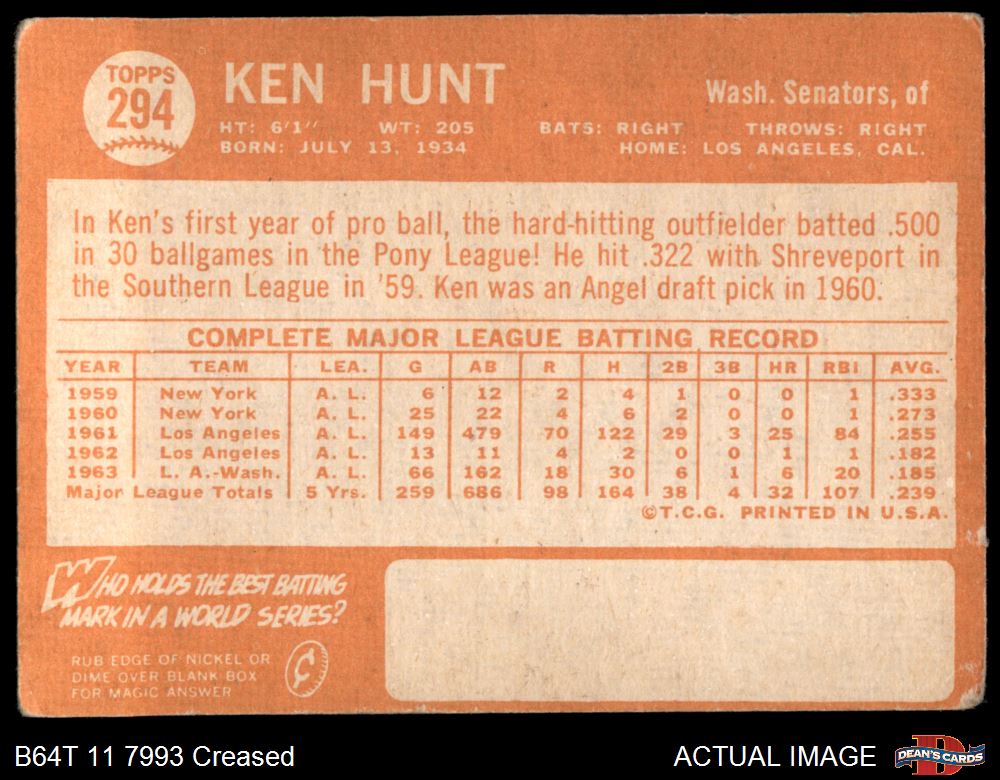 TOPPS
294
KEN HUNT
Wash. Senators, of
HT: 6'1" WT: 205 BATS: RIGHT THROWS: RIGHT
BORN: JULY 13, 1934 HOME: LOS ANGELES, CAL.
In Ken's first year of pro ball, the hard-hitting outfielder batted .500
in 30 ballgames in the Pony League! He hit .322 with Shreveport in
the Southern League in '59. Ken was an Angel draft pick in 1960.
COMPLETE MAJOR LEAGUE BATTING RECORD
YEAR TEAM LEA. G AB R H 2B 3B HR RBI AVG.
1959 New York A. L. 6 12 2 4 1 0 0 1 .333
1960 New York A. L. 25 22 4 6 2 0 0 1 .273
1961 Los Angeles A. L. 149 479 70 122 29 3 25 84 .255
1962 Los Angeles A. L. 13 11 4 2 0 0 1 1 .182
1963 L. A.-Wash. A. L. 66 162 18 30 6 1 6 20 .185
Major League Totals 5 Yrs. 259 686 98 164 38 4 32 107 .239
©T.C.G. PRINTED IN U.S.A.
WHO HOLDS THE BEST BATTING
MARK IN A WORLD SERIES?
RUB EDGE OF NICKEL OR
DIME OVER BLANK BOX
FOR MAGIC ANSWER
B64T 11 7993 Creased
ACTUAL IMAGE
DEAN'S CARDS